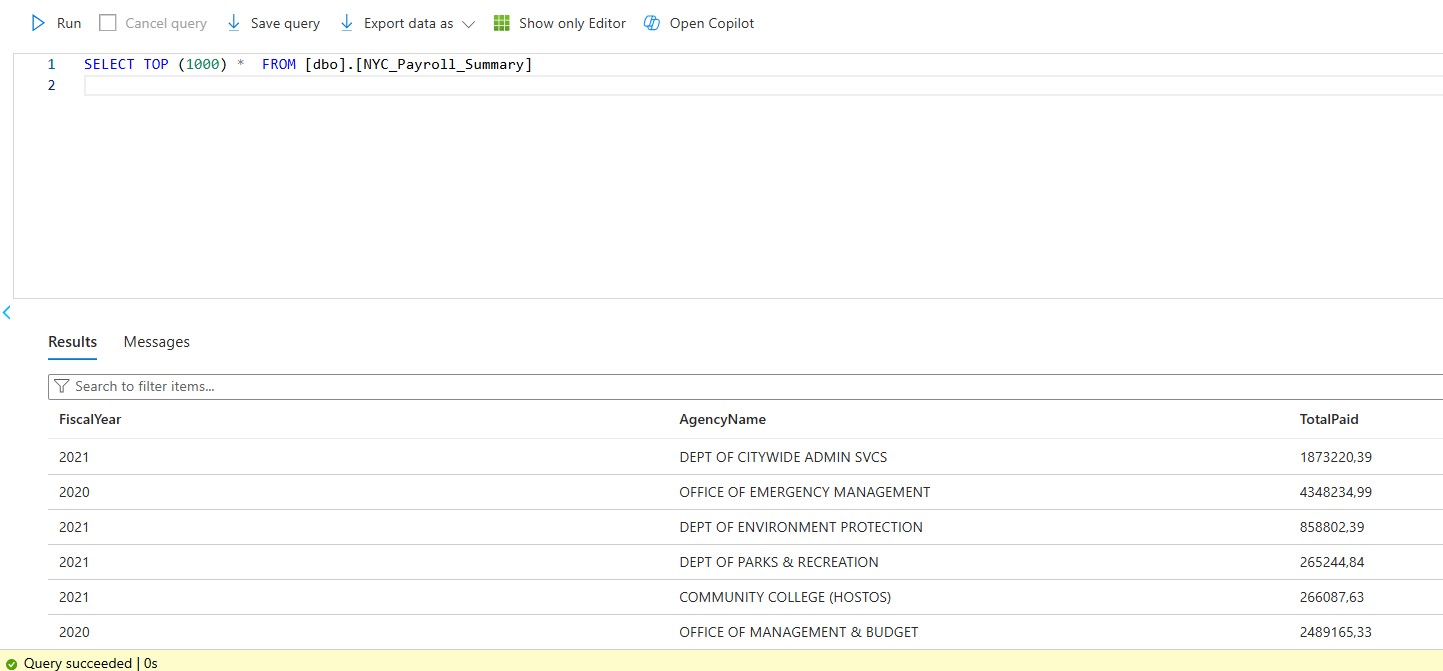 Run Cancel query Save query Export data as Show only Editor Open Copilot
1 SELECT TOP (1000) * FROM [dbo].[NYC_Payroll_Summary]
2
Results Messages
Search to filter items...
FiscalYear AgencyName TotalPaid
2021 DEPT OF CITYWIDE ADMIN SVCS 1873220,39
2020 OFFICE OF EMERGENCY MANAGEMENT 4348234,99
2021 DEPT OF ENVIRONMENT PROTECTION 858802,39
2021 DEPT OF PARKS & RECREATION 265244,84
2021 COMMUNITY COLLEGE (HOSTOS) 266087,63
2020 OFFICE OF MANAGEMENT & BUDGET 2489165,33
Query succeeded | 0s